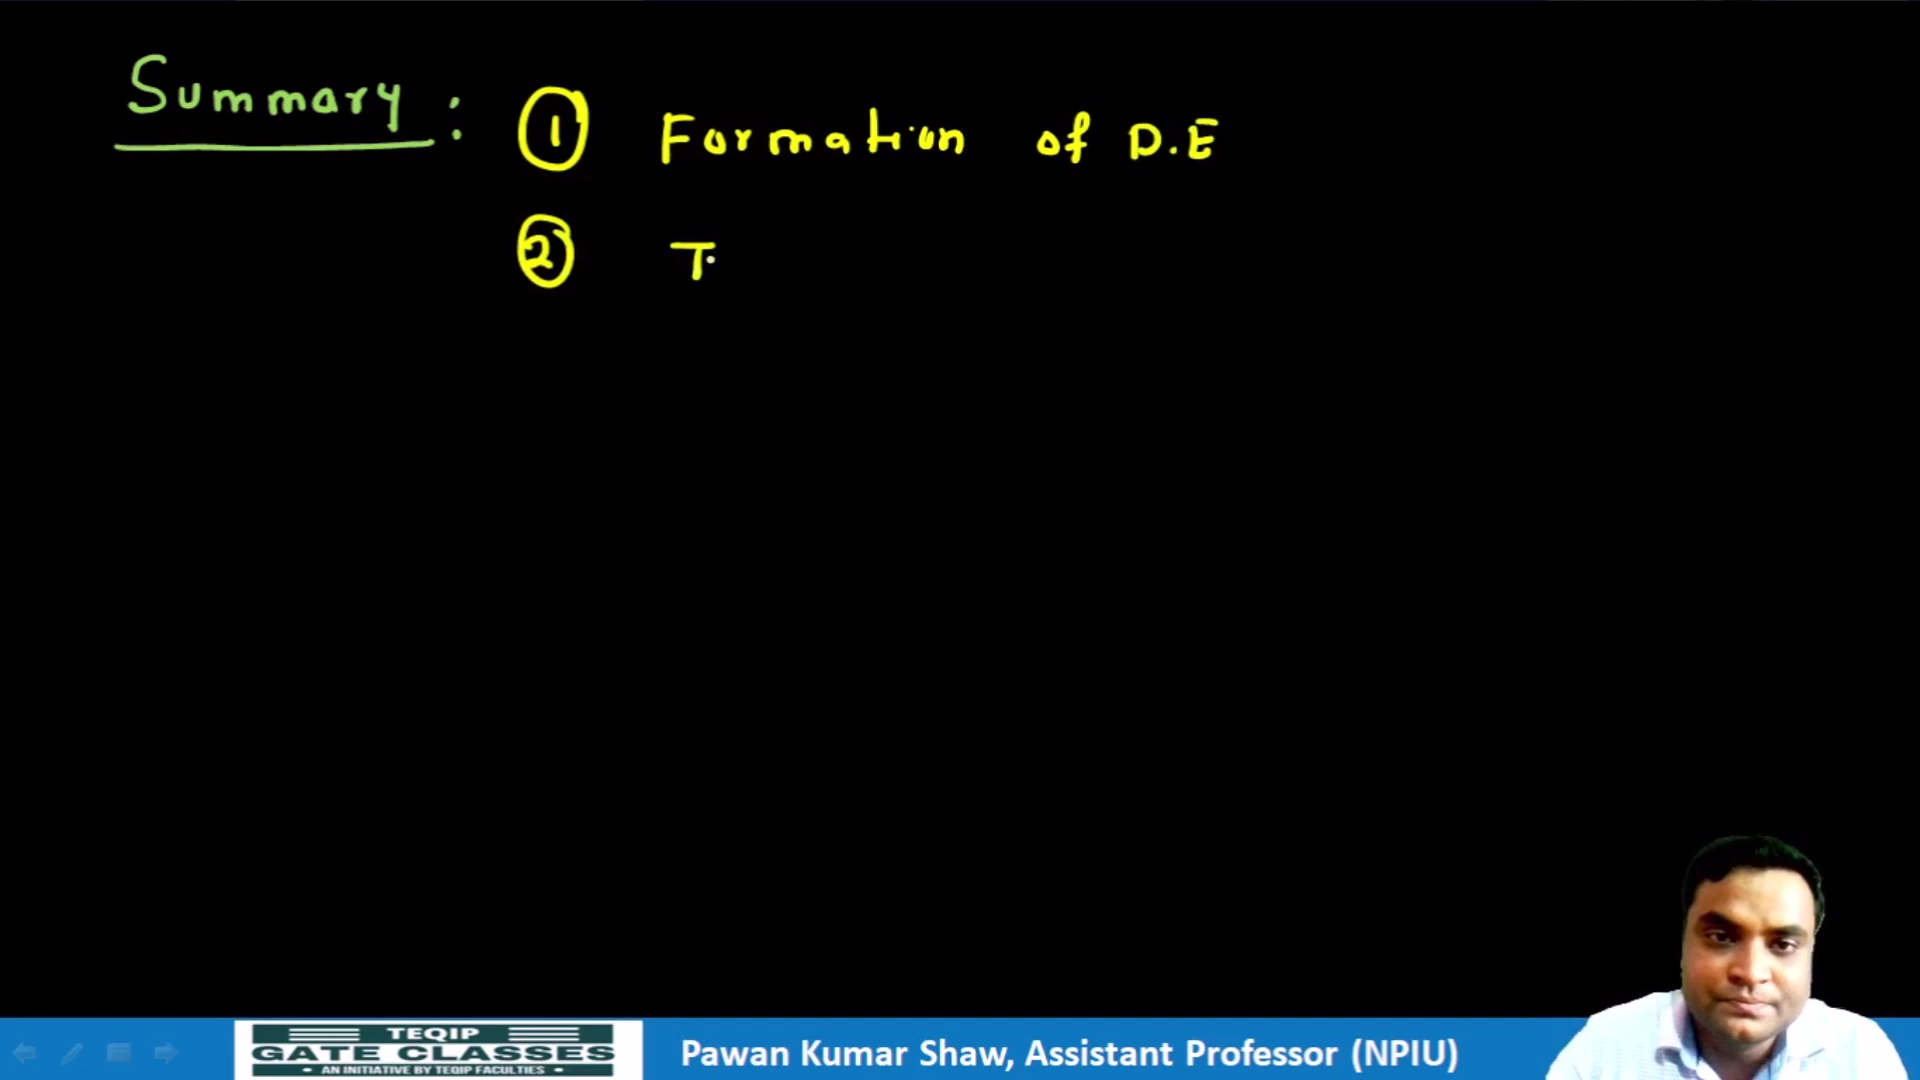 Summary : ① Formation of D.E
② T
TEQIP
GATE CLASSES
• AN INITIATIVE BY TEQIP FACULTIES •
Pawan Kumar Shaw, Assistant Professor (NPIU)